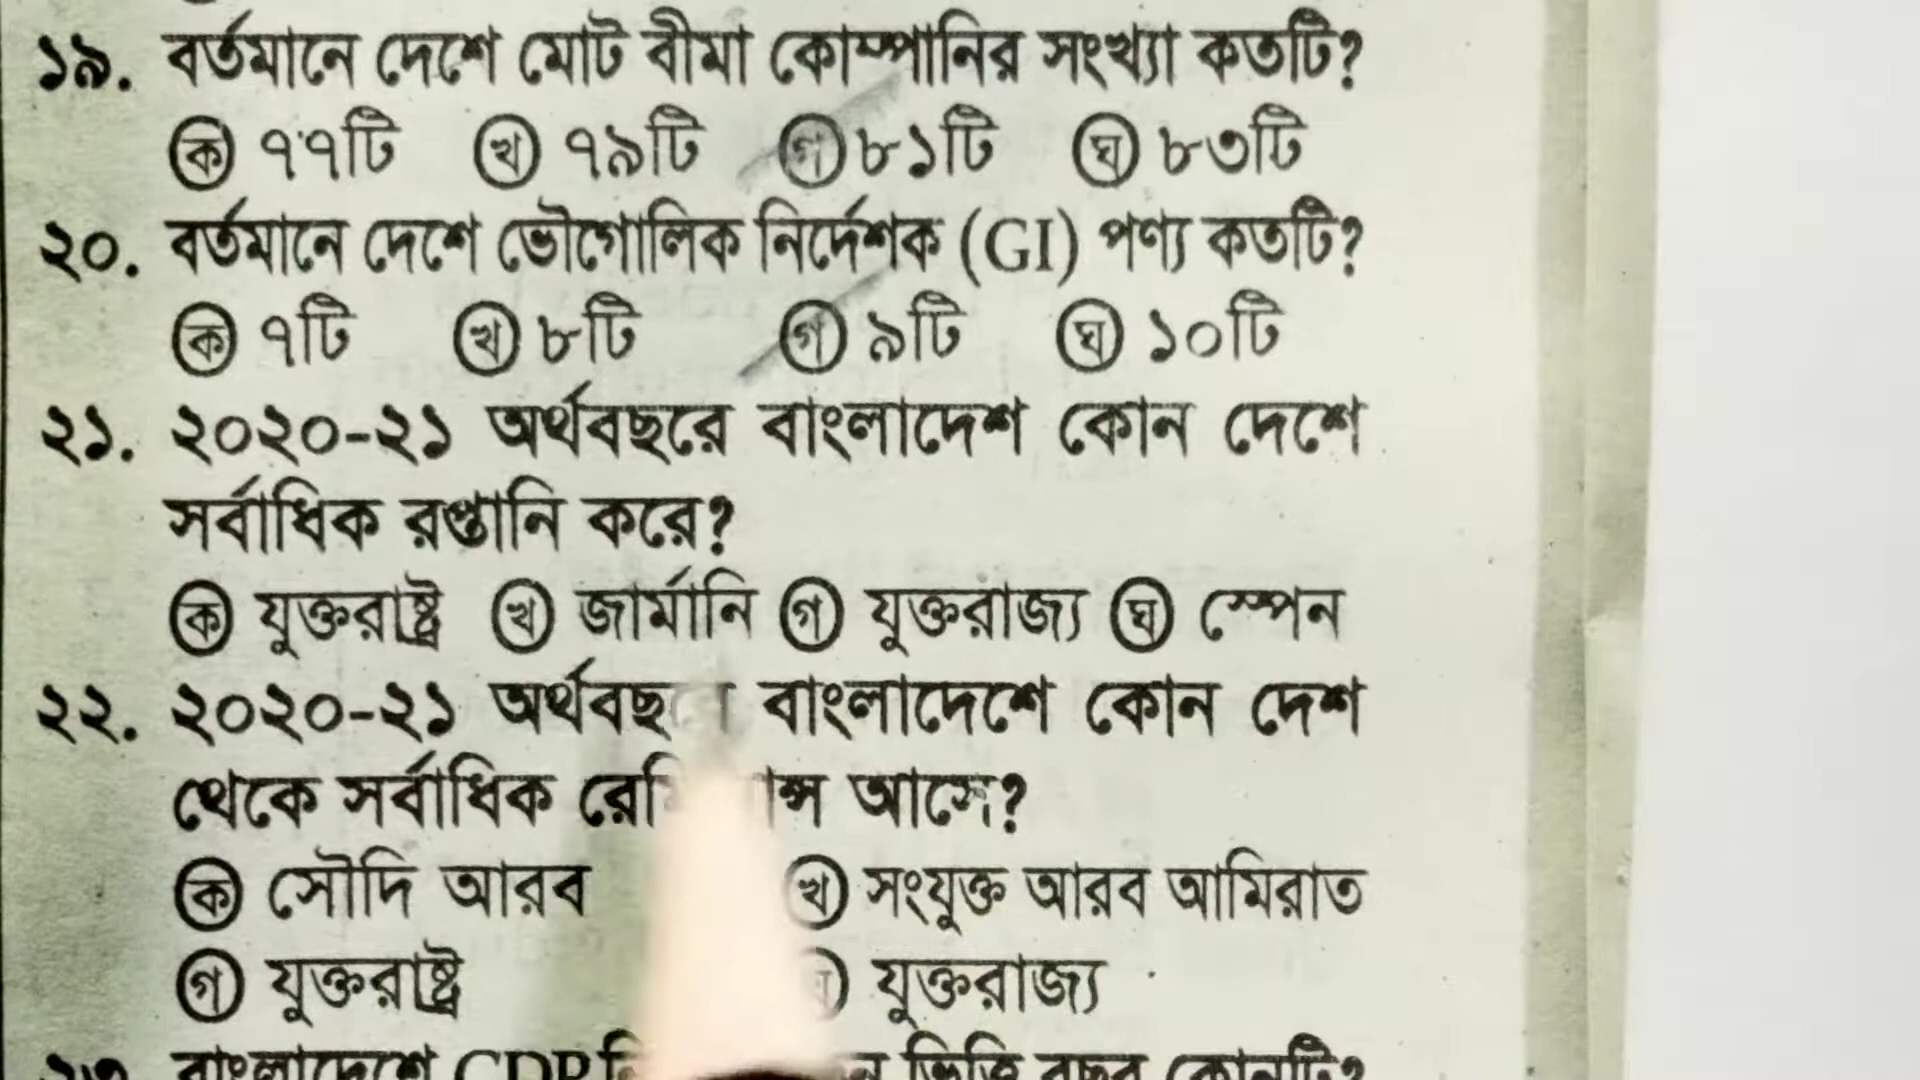 ১৯. বর্তমানে দেশে মোট বীমা কোম্পানির সংখ্যা কতটি?
ক ৭৭টি খ ৭৯টি গ ৮১টি ঘ ৮৩টি
২০. বর্তমানে দেশে ভৌগোলিক নির্দেশক (GI) পণ্য কতটি?
ক ৭টি খ ৮টি গ ৯টি ঘ ১০টি
২১. ২০২০-২১ অর্থবছরে বাংলাদেশ কোন দেশে
সর্বাধিক রপ্তানি করে?
ক যুক্তরাষ্ট্র খ জার্মানি গ যুক্তরাজ্য ঘ স্পেন
২২. ২০২০-২১ বাংলাদেশে কোন দেশ
থেকে সর্বাধিক আসে?
ক সৌদি আরব খ সংযুক্ত আরব আমিরাত
গ যুক্তরাষ্ট্র যুক্তরাজ্য
বাংলাদেশে ভিত্তি বছর কোনটি?